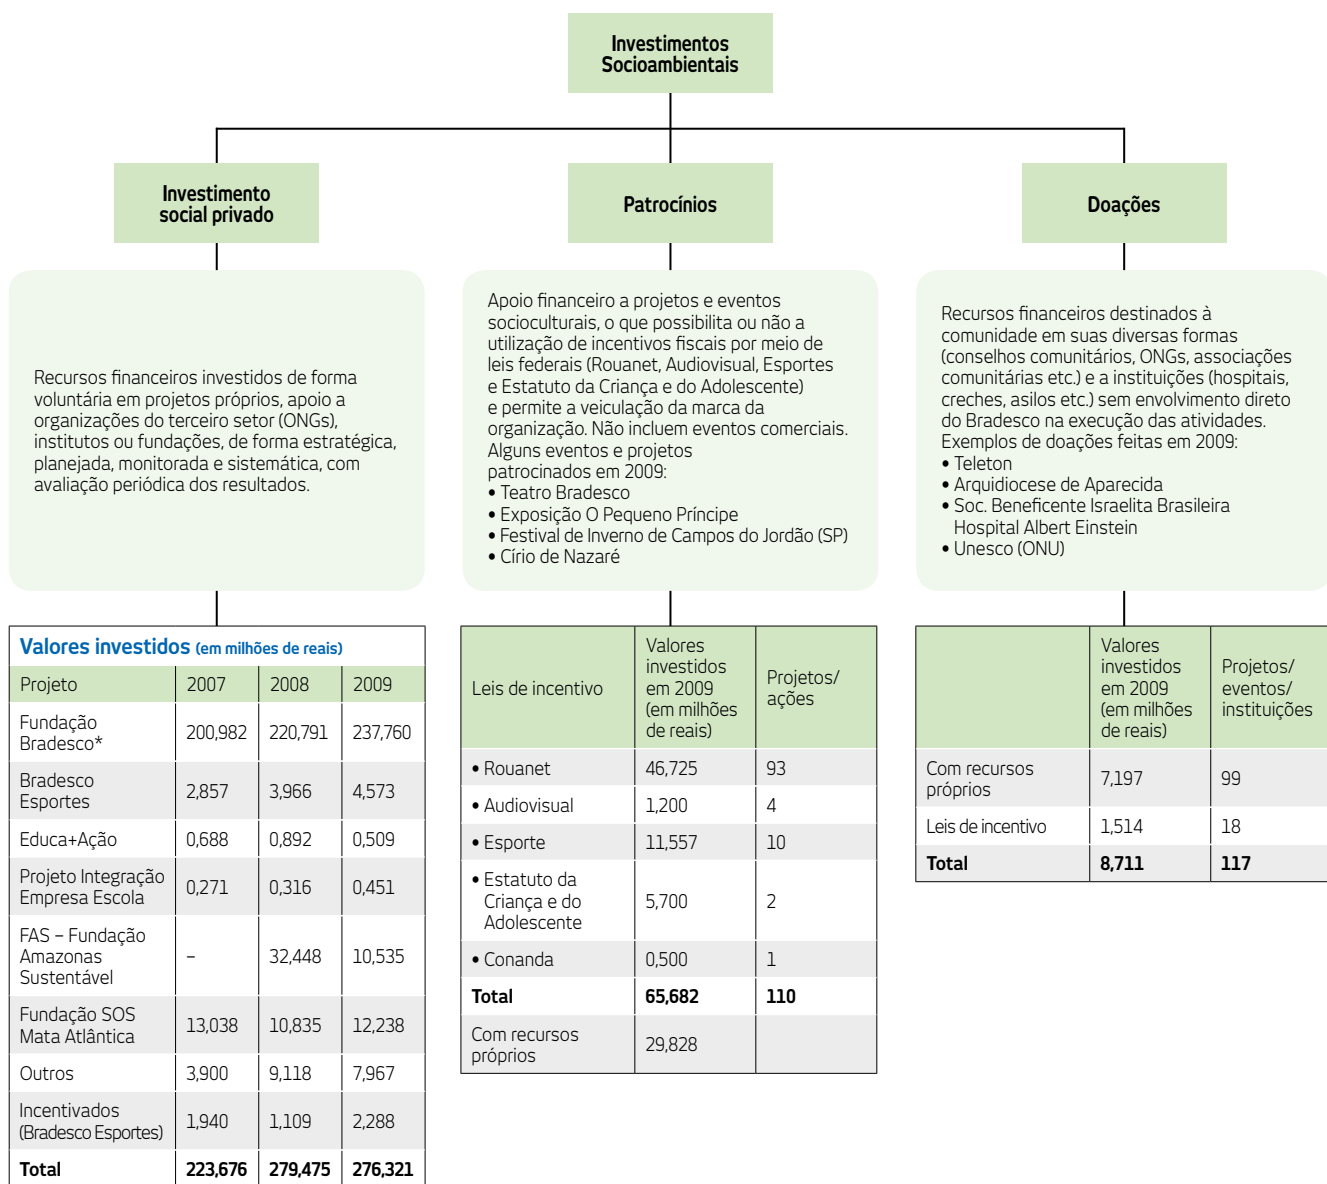 Investimentos
Socioambientais
Investimento
social privado
Recursos financeiros investidos de forma
voluntária em projetos próprios, apoio a
organizações do terceiro setor (ONGs),
institutos ou fundações, de forma estratégica,
planejada, monitorada e sistemática, com
avaliação periódica dos resultados.
Valores investidos (em milhões de reais)
Projeto 2007 2008 2009
Fundação
Bradesco* 200,982 220,791 237,760
Bradesco
Esportes 2,857 3,966 4,573
Educa+Ação 0,688 0,892 0,509
Projeto Integração
Empresa Escola 0,271 0,316 0,451
FAS – Fundação
Amazonas
Sustentável – 32,448 10,535
Fundação SOS
Mata Atlântica 13,038 10,835 12,238
Outros 3,900 9,118 7,967
Incentivados
(Bradesco Esportes) 1,940 1,109 2,288
Total 223,676 279,475 276,321
Patrocínios
Apoio financeiro a projetos e eventos
socioculturais, o que possibilita ou não a
utilização de incentivos fiscais por meio de
leis federais (Rouanet, Audiovisual, Esportes
e Estatuto da Criança e do Adolescente)
e permite a veiculação da marca da
organização. Não incluem eventos comerciais.
Alguns eventos e projetos
patrocinados em 2009:
• Teatro Bradesco
• Exposição O Pequeno Príncipe
• Festival de Inverno de Campos do Jordão (SP)
• Círio de Nazaré
Leis de incentivo
Valores
investidos
em 2009
(em milhões
de reais)
Projetos/
ações
• Rouanet 46,725 93
• Audiovisual 1,200 4
• Esporte 11,557 10
• Estatuto da
Criança e do
Adolescente 5,700 2
• Conanda 0,500 1
Total 65,682 110
Com recursos
próprios 29,828
Doações
Recursos financeiros destinados à
comunidade em suas diversas formas
(conselhos comunitários, ONGs, associações
comunitárias etc.) e a instituições (hospitais,
creches, asilos etc.) sem envolvimento direto
do Bradesco na execução das atividades.
Exemplos de doações feitas em 2009:
• Teleton
• Arquidiocese de Aparecida
• Soc. Beneficente Israelita Brasileira
Hospital Albert Einstein
• Unesco (ONU)
Valores
investidos
em 2009
(em milhões
de reais)
Projetos/
eventos/
instituições
Com recursos
próprios 7,197 99
Leis de incentivo 1,514 18
Total 8,711 117